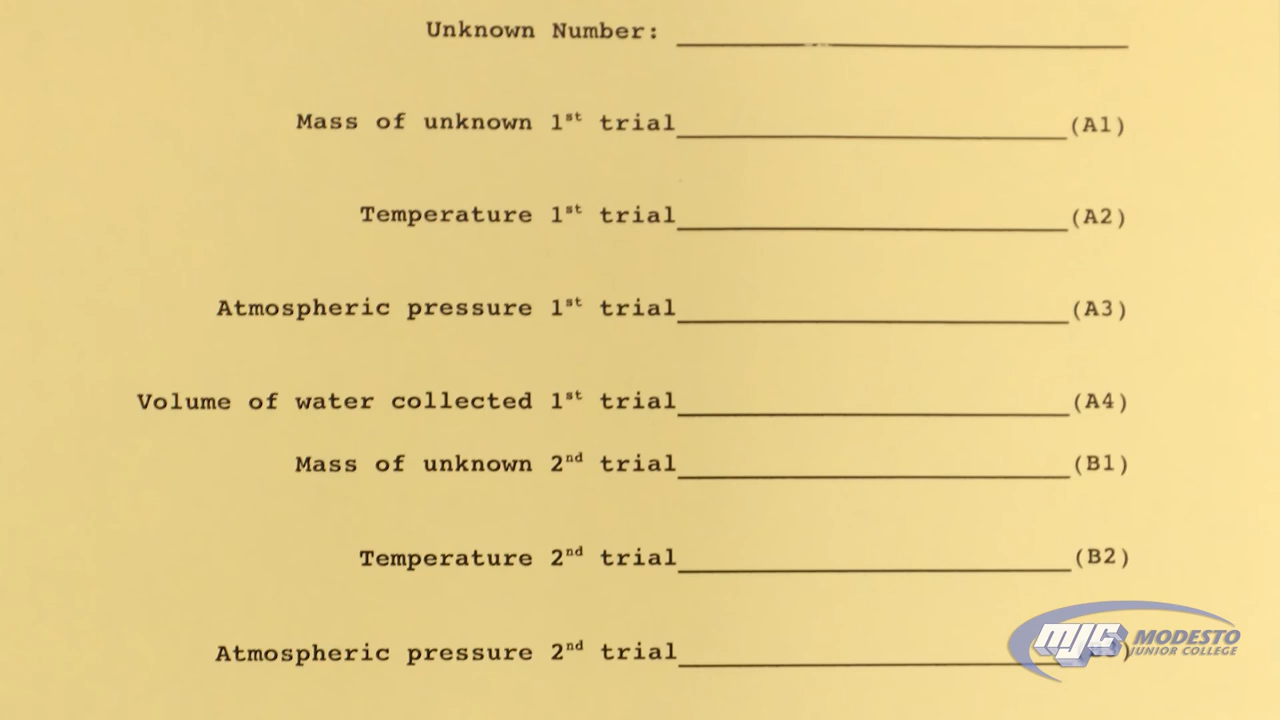 Unknown Number:
Mass of unknown 1st trial (A1)
Temperature 1st trial (A2)
Atmospheric pressure 1st trial (A3)
Volume of water collected 1st trial (A4)
Mass of unknown 2nd trial (B1)
Temperature 2nd trial (B2)
Atmospheric pressure 2nd trial )
MJC MODESTO
JUNIOR COLLEGE